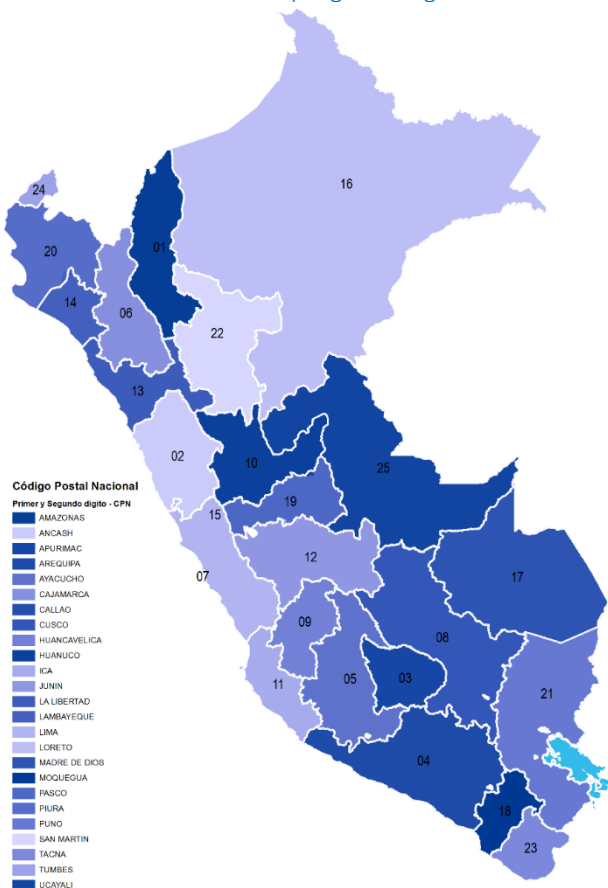 16
24
01
20
14
06
22
13
02
10
25
15
19
12
07
17
09
08
11
05
03
21
04
18
23
Código Postal Nacional
Primer y Segundo digito - CPN
AMAZONAS
ANCASH
APURIMAC
AREQUIPA
AYACUCHO
CAJAMARCA
CALLAO
CUSCO
HUANCAVELICA
HUANUCO
ICA
JUNIN
LA LIBERTAD
LAMBAYEQUE
LIMA
LORETO
MADRE DE DIOS
MOQUEGUA
PASCO
PIURA
PUNO
SAN MARTIN
TACNA
TUMBES
UCAYALI